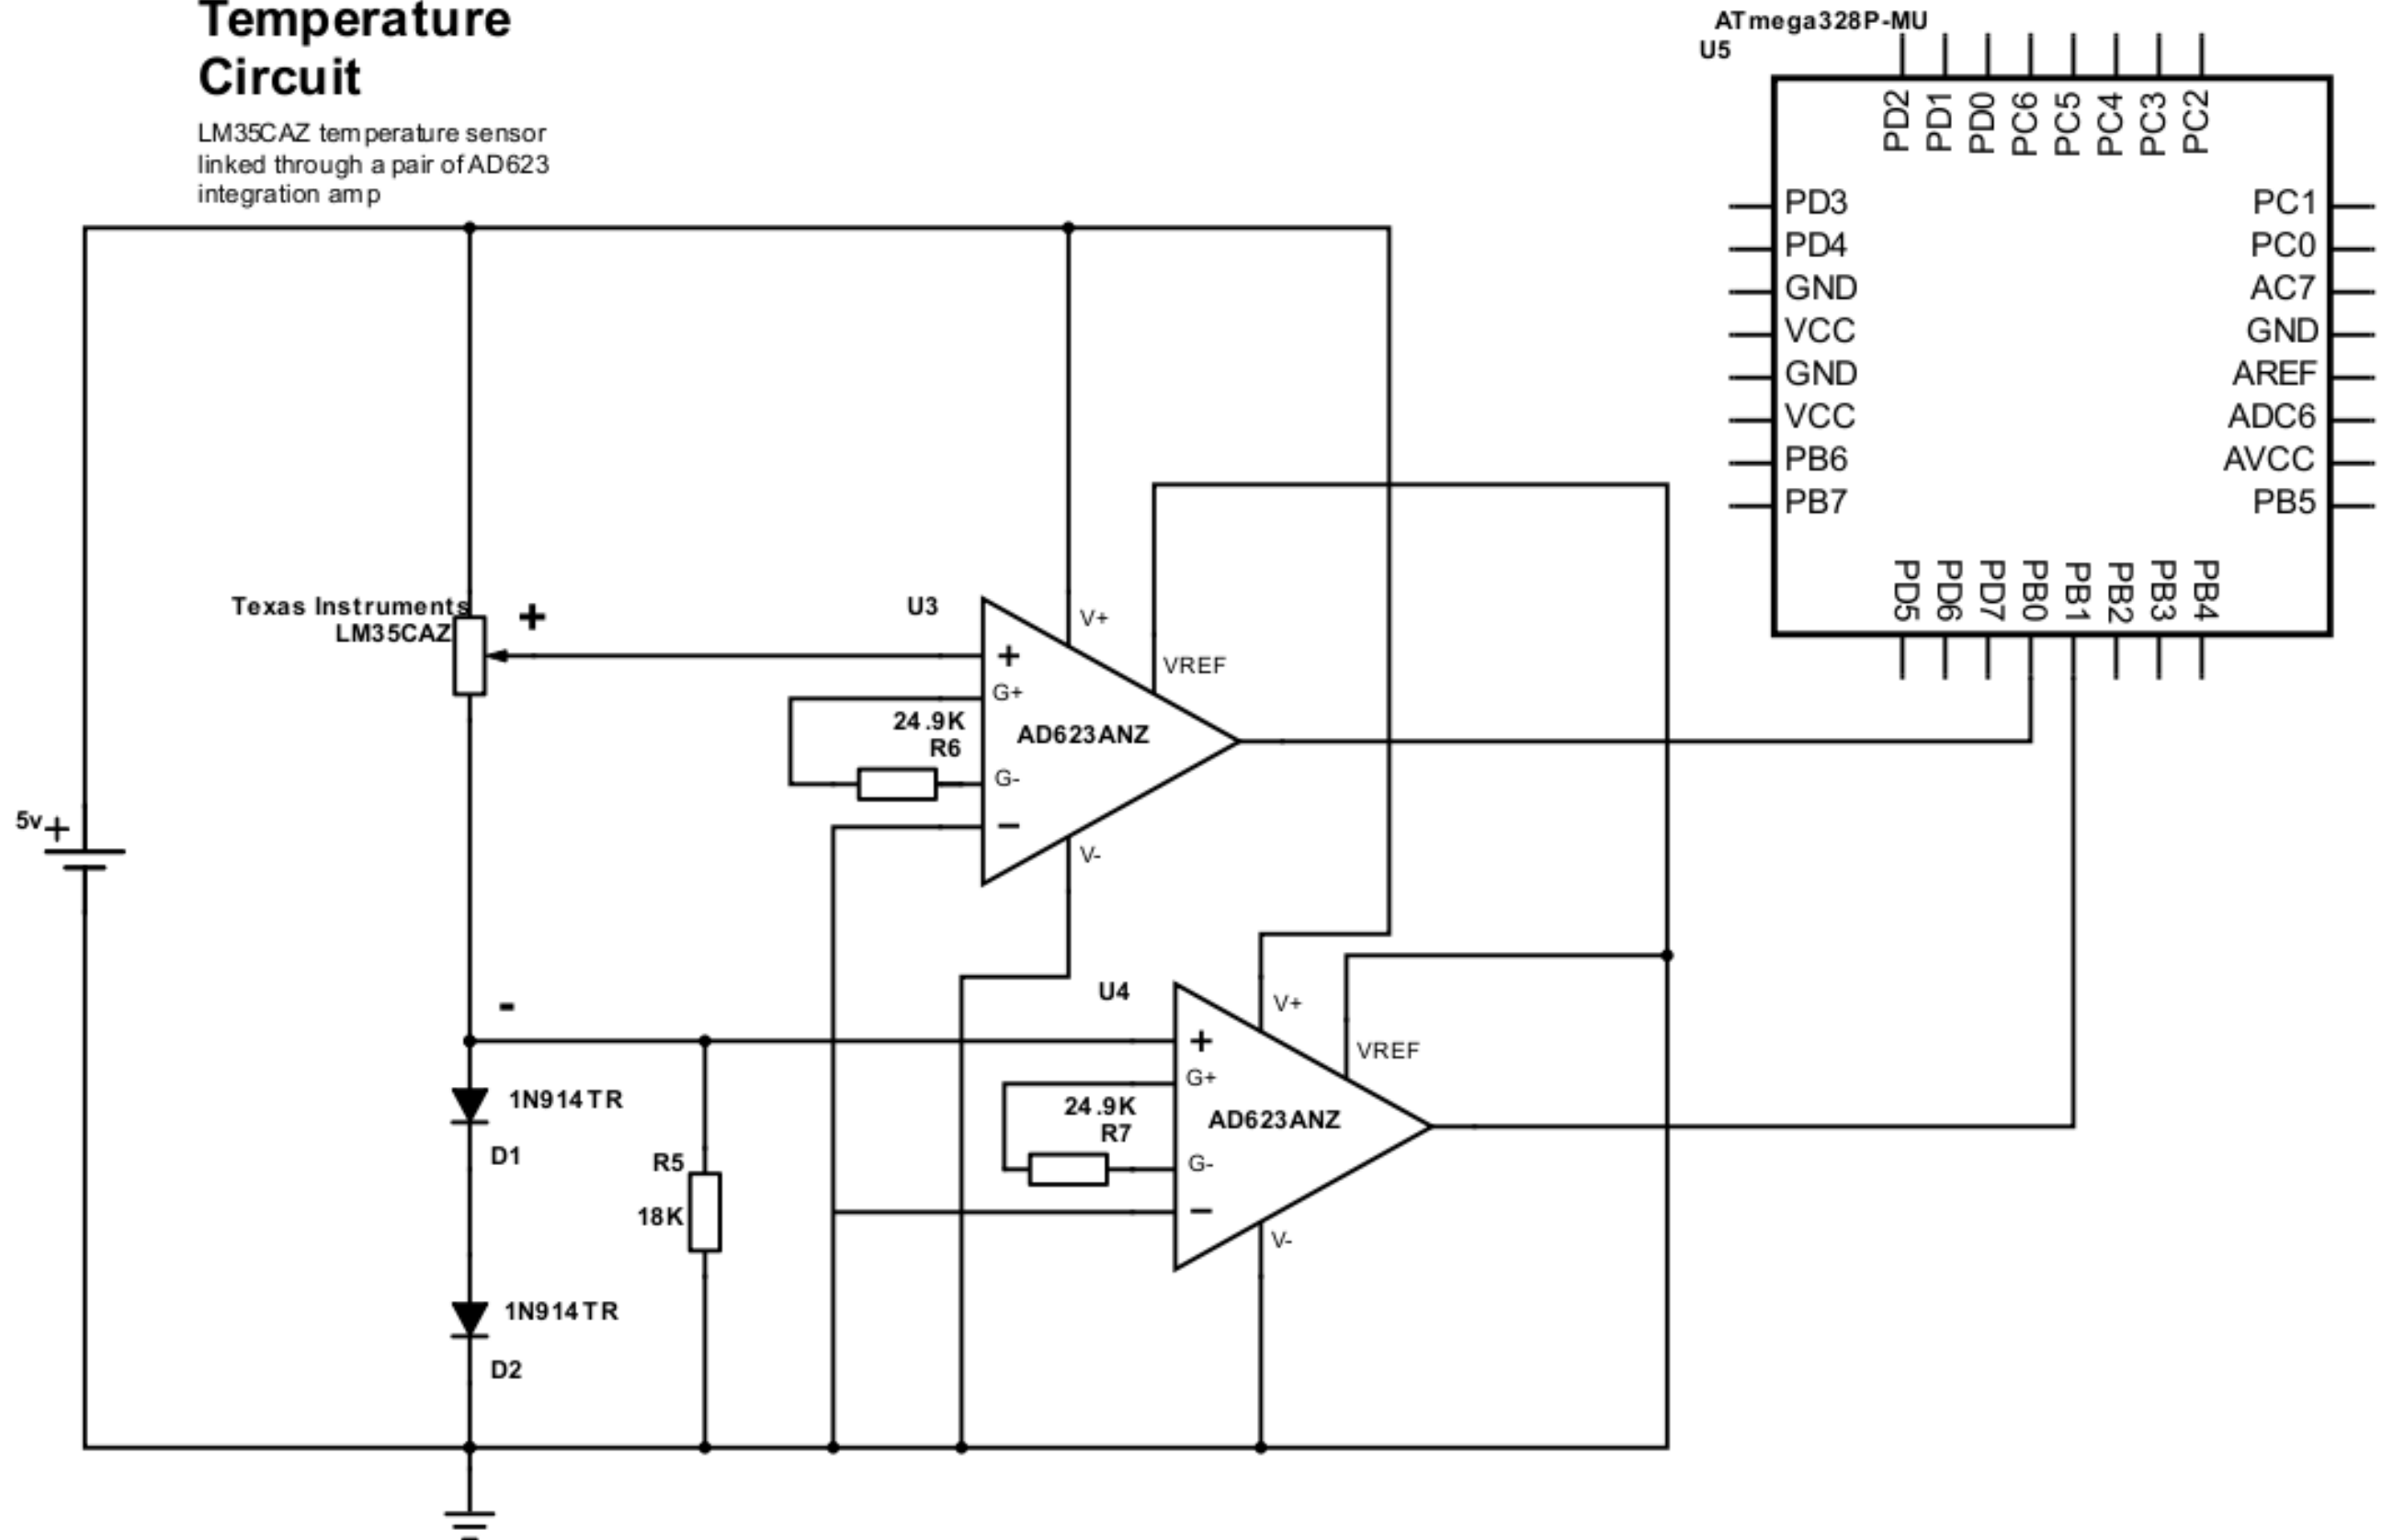 Temperature
Circuit
LM35CAZ temperature sensor
linked through a pair of AD623
integration amp
ATmega328P-MU
U5
PD2
PD1
PD0
PC6
PC5
PC4
PC3
PC2
PD3
PD4
GND
VCC
GND
VCC
PB6
PB7
PC1
PC0
AC7
GND
AREF
ADC6
AVCC
PB5
PD5
PD6
PD7
PB0
PB1
PB2
PB3
PB4
Texas Instruments
LM35CAZ
+
U3
V+
VREF
+
G+
24.9K
R6
AD623ANZ
G-
-
V-
5v +
-
U4
V+
VREF
+
G+
24.9K
R7
AD623ANZ
G-
-
V-
1N914TR
D1
R5
18K
1N914TR
D2